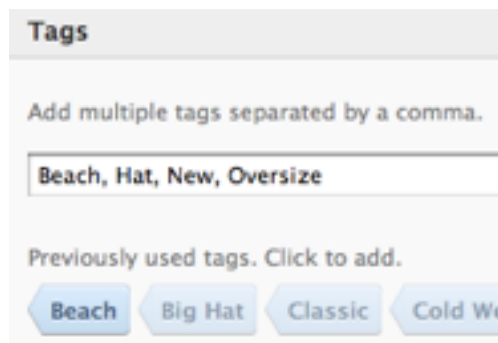 Tags
Add multiple tags separated by a comma.
Beach, Hat, New, Oversize
Previously used tags. Click to add.
Beach Big Hat Classic Cold